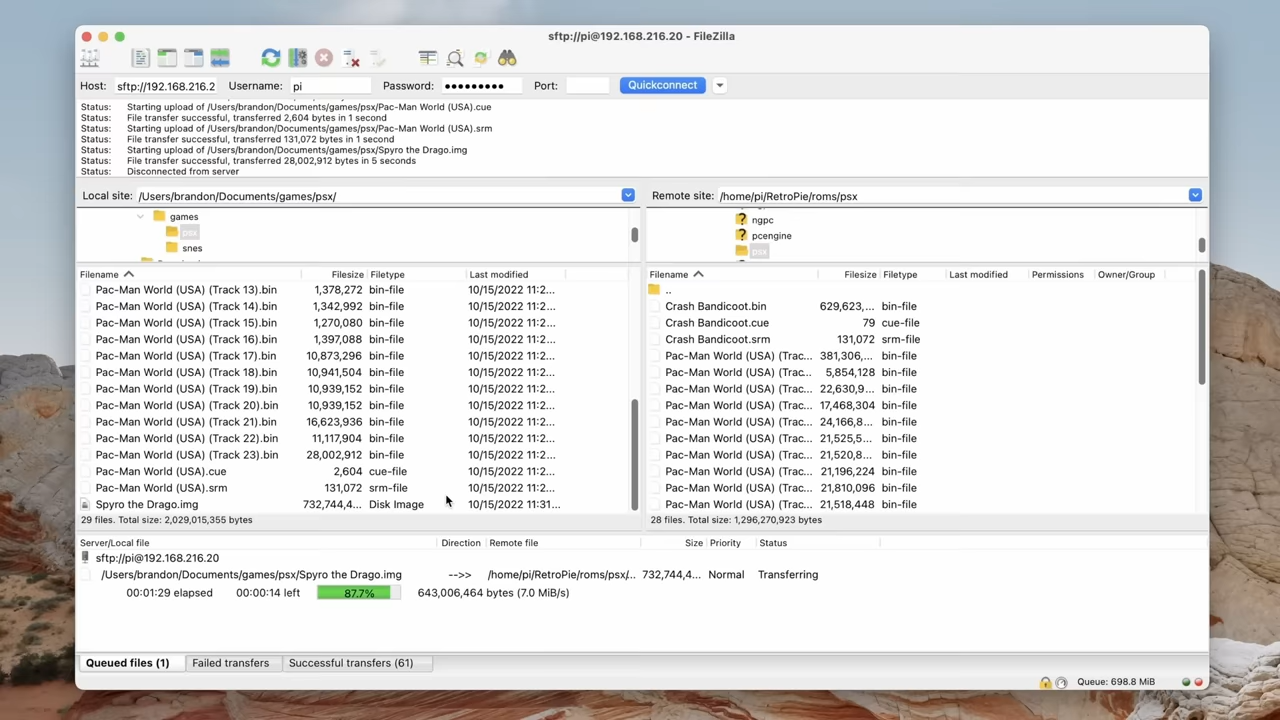 sftp://pi@192.168.216.20 - FileZilla
Host: sftp://192.168.216.2 Username: pi Password: ●●●●●●●●● Port: Quickconnect
Status: Starting upload of /Users/brandon/Documents/games/psx/Pac-Man World (USA).cue
Status: File transfer successful, transferred 2,604 bytes in 1 second
Status: Starting upload of /Users/brandon/Documents/games/psx/Pac-Man World (USA).srm
Status: File transfer successful, transferred 131,072 bytes in 1 second
Status: Starting upload of /Users/brandon/Documents/games/psx/Spyro the Drago.img
Status: File transfer successful, transferred 28,002,912 bytes in 5 seconds
Status: Disconnected from server
Local site: /Users/brandon/Documents/games/psx/
games
psx
snes
Filename Filesize Filetype Last modified
Pac-Man World (USA) (Track 13).bin 1,378,272 bin-file 10/15/2022 11:2...
Pac-Man World (USA) (Track 14).bin 1,342,992 bin-file 10/15/2022 11:2...
Pac-Man World (USA) (Track 15).bin 1,270,080 bin-file 10/15/2022 11:2...
Pac-Man World (USA) (Track 16).bin 1,397,088 bin-file 10/15/2022 11:2...
Pac-Man World (USA) (Track 17).bin 10,873,296 bin-file 10/15/2022 11:2...
Pac-Man World (USA) (Track 18).bin 10,941,504 bin-file 10/15/2022 11:2...
Pac-Man World (USA) (Track 19).bin 10,939,152 bin-file 10/15/2022 11:2...
Pac-Man World (USA) (Track 20).bin 10,939,152 bin-file 10/15/2022 11:2...
Pac-Man World (USA) (Track 21).bin 16,623,936 bin-file 10/15/2022 11:2...
Pac-Man World (USA) (Track 22).bin 11,117,904 bin-file 10/15/2022 11:2...
Pac-Man World (USA) (Track 23).bin 28,002,912 bin-file 10/15/2022 11:2...
Pac-Man World (USA).cue 2,604 cue-file 10/15/2022 11:2...
Pac-Man World (USA).srm 131,072 srm-file 10/15/2022 11:2...
Spyro the Drago.img 732,744,4... Disk Image 10/15/2022 11:31...
29 files. Total size: 2,029,015,355 bytes
Remote site: /home/pi/RetroPie/roms/psx
ngpc
pcengine
psx
Filename Filesize Filetype Last modified Permissions Owner/Group
..
Crash Bandicoot.bin 629,623,... bin-file
Crash Bandicoot.cue 79 cue-file
Crash Bandicoot.srm 131,072 srm-file
Pac-Man World (USA) (Trac... 381,306,... bin-file
Pac-Man World (USA) (Trac... 5,854,128 bin-file
Pac-Man World (USA) (Trac... 22,630,9... bin-file
Pac-Man World (USA) (Trac... 17,468,304 bin-file
Pac-Man World (USA) (Trac... 24,166,8... bin-file
Pac-Man World (USA) (Trac... 21,525,5... bin-file
Pac-Man World (USA) (Trac... 21,520,8... bin-file
Pac-Man World (USA) (Trac... 21,196,224 bin-file
Pac-Man World (USA) (Trac... 21,810,096 bin-file
Pac-Man World (USA) (Trac... 21,518,448 bin-file
28 files. Total size: 1,296,270,923 bytes
Server/Local file Direction Remote file Size Priority Status
sftp://pi@192.168.216.20
/Users/brandon/Documents/games/psx/Spyro the Drago.img -->> /home/pi/RetroPie/roms/psx/... 732,744,4... Normal Transferring
00:01:29 elapsed 00:00:14 left 87.7% 643,006,464 bytes (7.0 MiB/s)
Queued files (1) Failed transfers Successful transfers (61)
Queue: 698.8 MiB